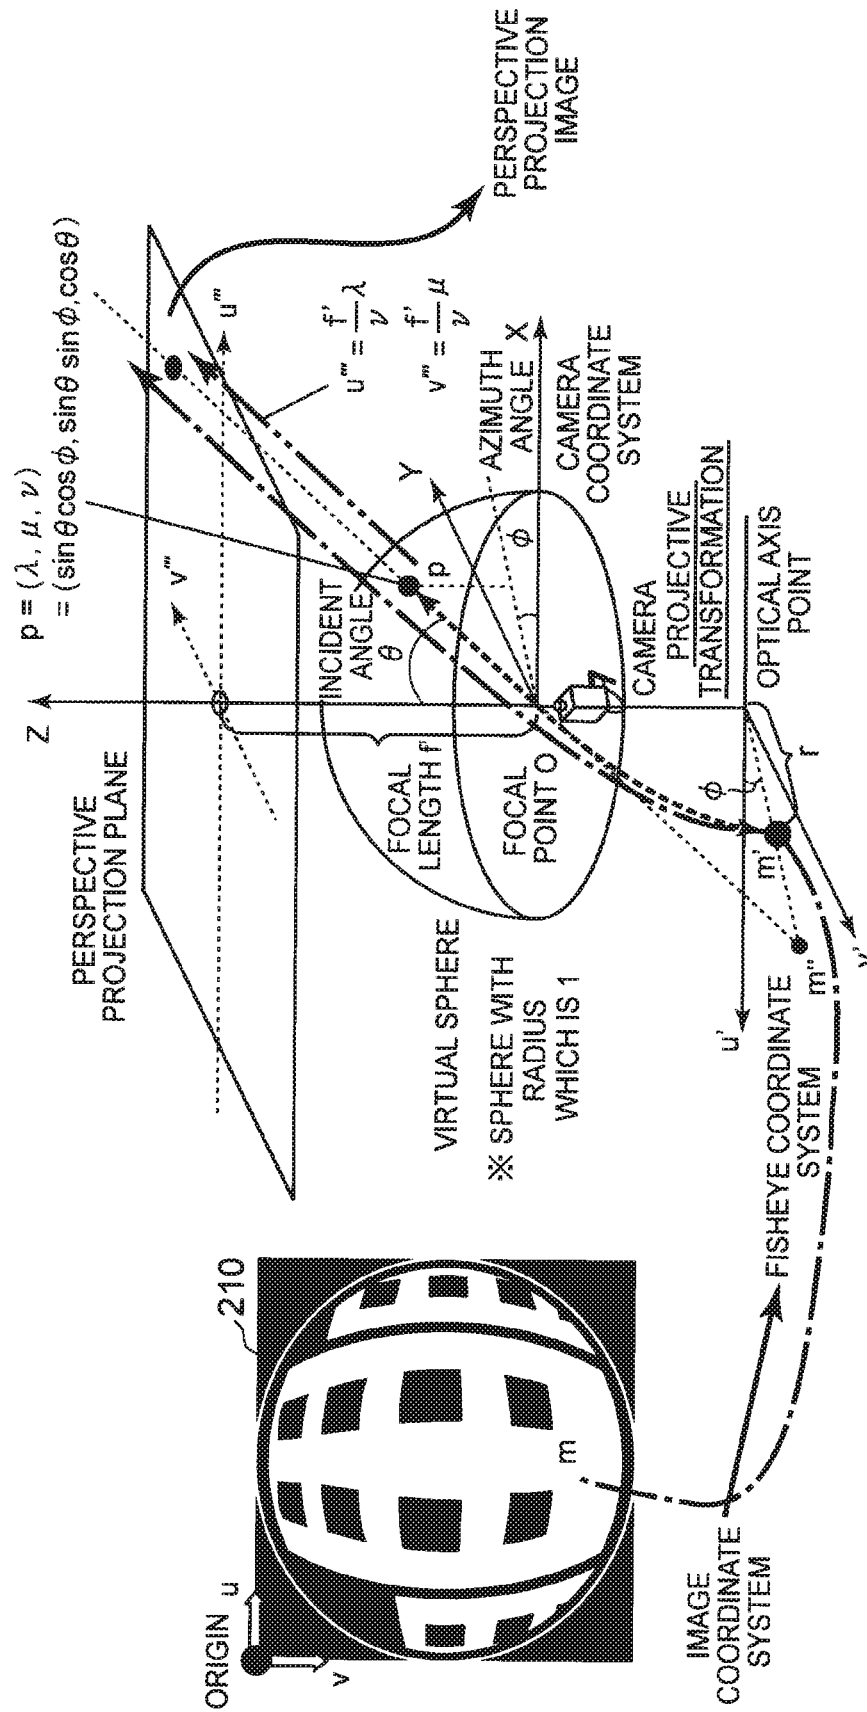 p = (λ, μ, ν)
= (sinθcosφ, sinθ sinφ, cosθ)
Z
PERSPECTIVE
PROJECTION PLANE
v'''
u'''
PERSPECTIVE
PROJECTION
IMAGE
u''' = f'/ν λ
v''' = f'/ν μ
INCIDENT
ANGLE
θ
p
Y
AZIMUTH
ANGLE
X
φ
CAMERA
COORDINATE
SYSTEM
FOCAL
LENGTH f'
FOCAL
POINT O
VIRTUAL SPHERE
※ SPHERE WITH
RADIUS
WHICH IS 1
CAMERA
PROJECTIVE
TRANSFORMATION
OPTICAL AXIS
POINT
φ
r
m'
m''
u'
v'
FISHEYE COORDINATE
SYSTEM
210
ORIGIN
u
v
m
IMAGE
COORDINATE
SYSTEM